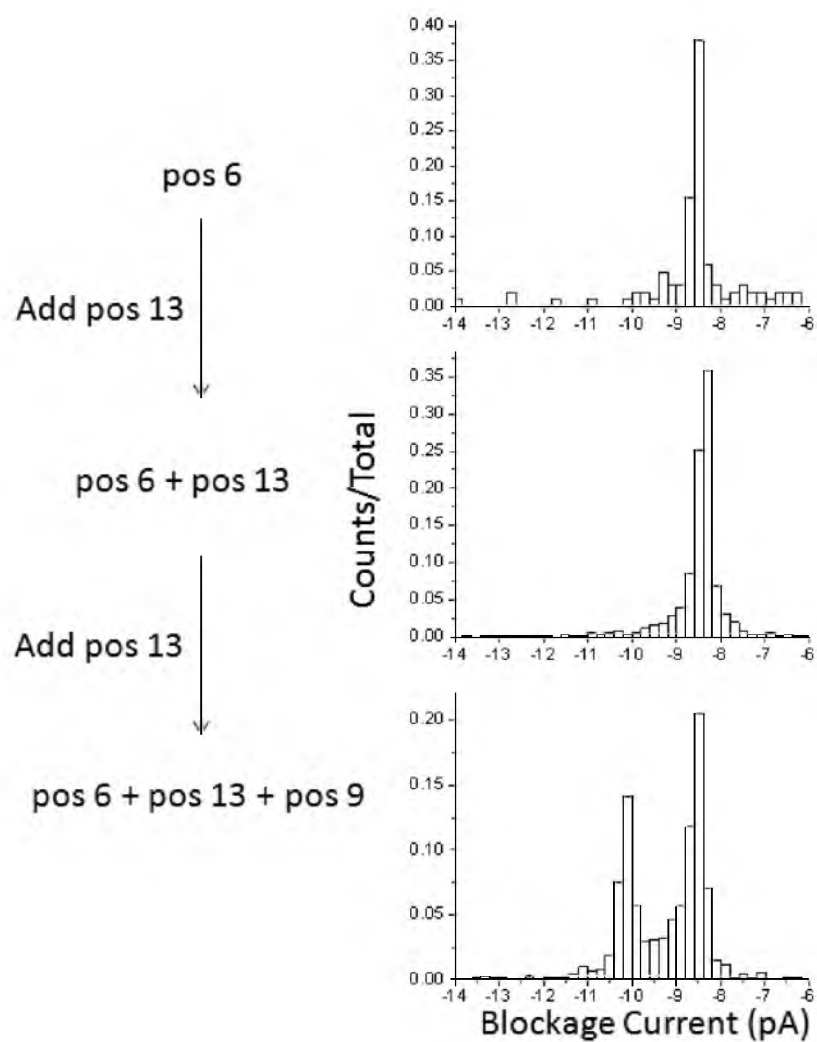 pos 6
Add pos 13
pos 6 + pos 13
Add pos 13
pos 6 + pos 13 + pos 9
Counts/Total
0.40
0.35
0.30
0.25
0.20
0.15
0.10
0.05
0.00
-14 -13 -12 -11 -10 -9 -8 -7 -6
0.35
0.30
0.25
0.20
0.15
0.10
0.05
0.00
-14 -13 -12 -11 -10 -9 -8 -7 -6
0.20
0.15
0.10
0.05
0.00
-14 -13 -12 -11 -10 -9 -8 -7 -6
Blockage Current (pA)